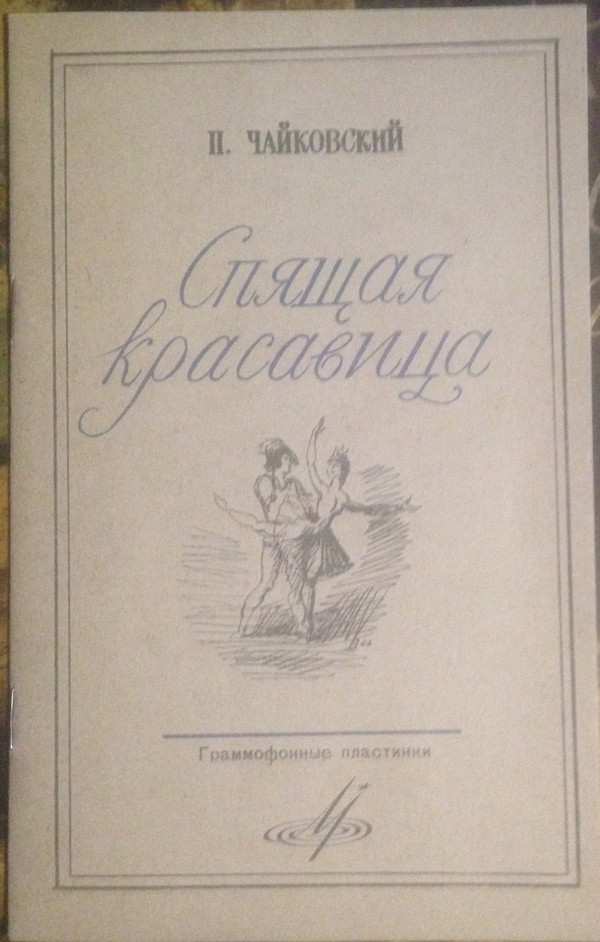 П. ЧАЙКОВСКИЙ
Спящая
красавица
Граммофонные пластинки